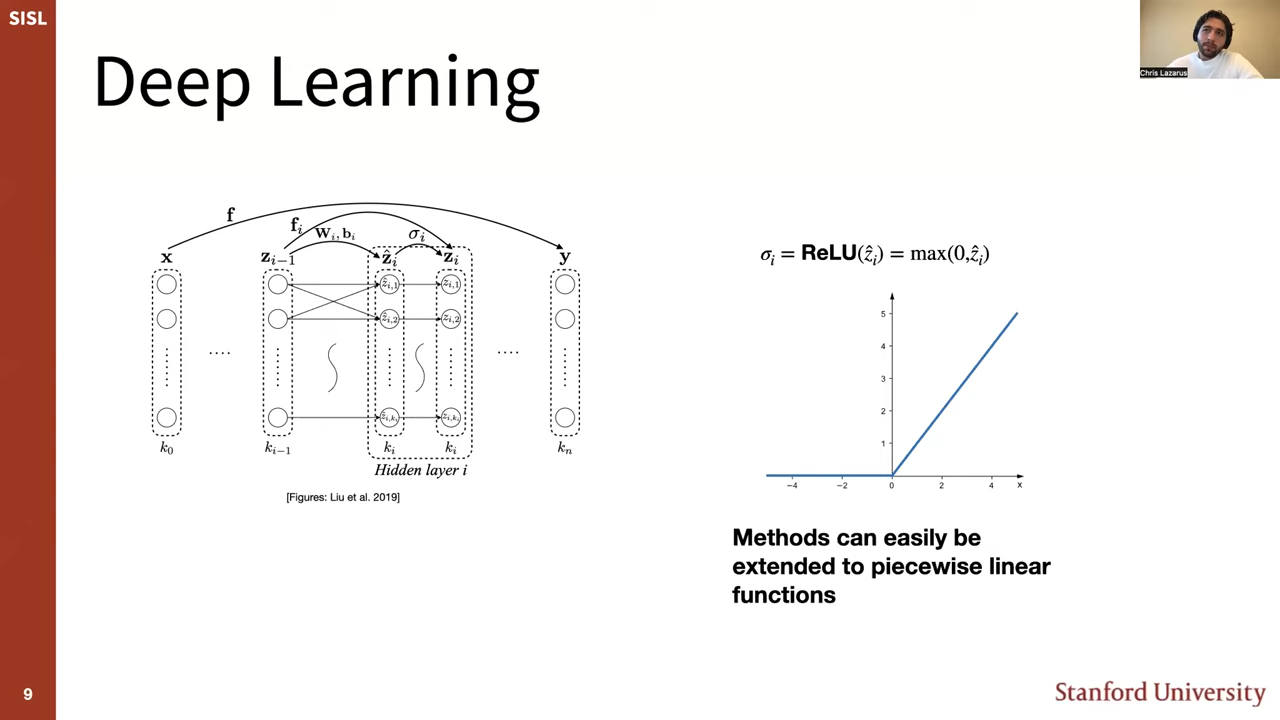 SISL
Deep Learning
Chris Lazarus
f
f_i
W_i, b_i
σ_i
x
z_{i−1}
ẑ_i
z_i
y
ẑ_{i,1}
z_{i,1}
ẑ_{i,2}
z_{i,2}
ẑ_{i,k_i}
z_{i,k_i}
k_0
k_{i−1}
k_i
k_i
k_n
Hidden layer i
[Figures: Liu et al. 2019]
σ_i = ReLU(ẑ_i) = max(0,ẑ_i)
5
4
3
2
1
−4 −2 0 2 4 x
Methods can easily be
extended to piecewise linear
functions
9
Stanford University